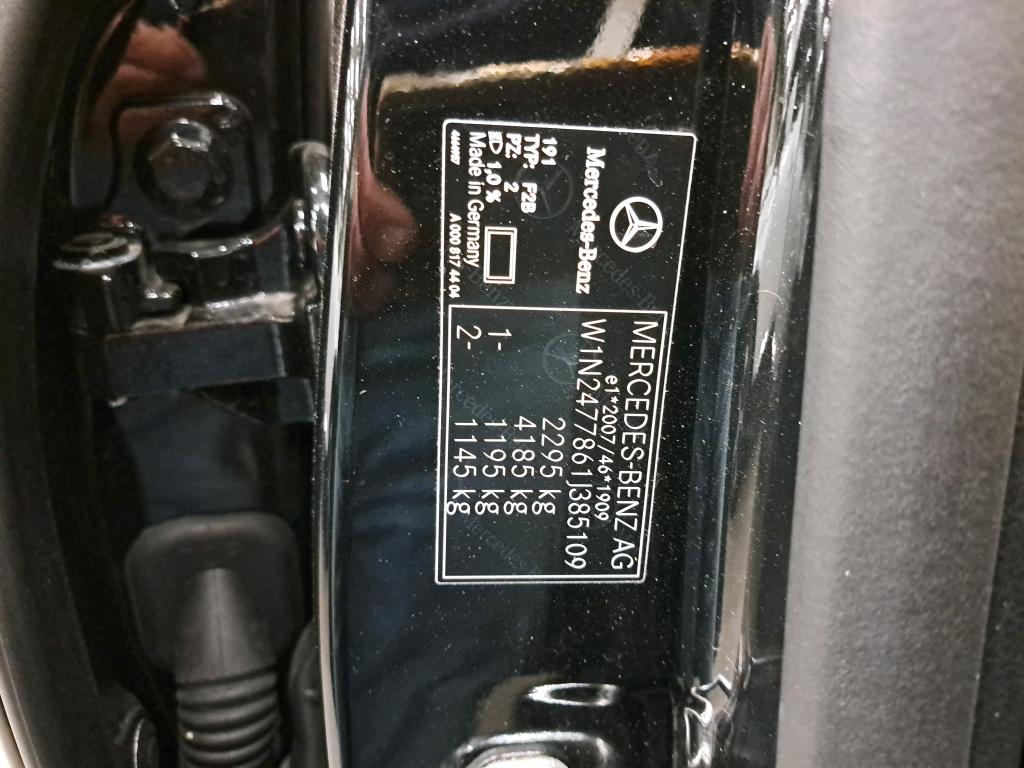 Mercedes-Benz
191
TYP: F2B
PZ: 2
1,0 %
Made in Germany
A 000 817 44 04
MERCEDES-BENZ AG
e1*2007/46*1909
W1N2477861J385109
2295 kg
4185 kg
1- 1195 kg
2- 1145 kg